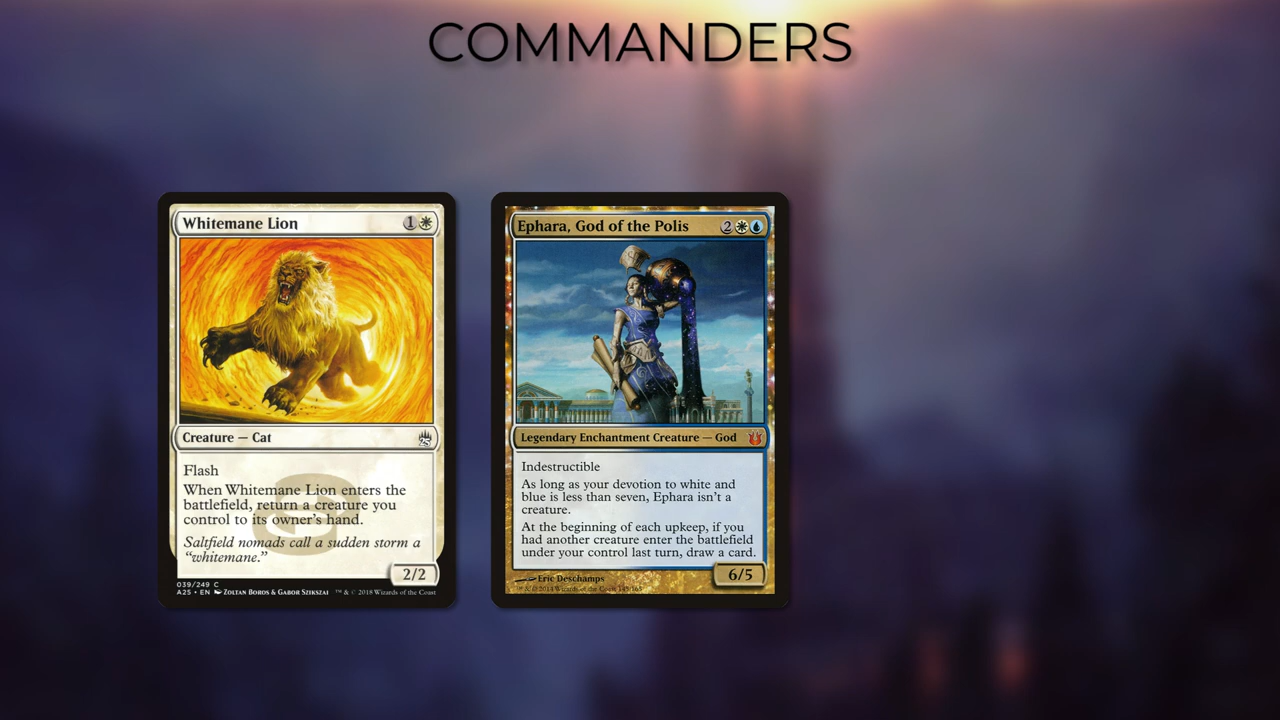 COMMANDERS
Whitemane Lion 1
Creature — Cat
Flash
When Whitemane Lion enters the
battlefield, return a creature you
control to its owner's hand.
Saltfield nomads call a sudden storm a
“whitemane.”
2/2
039/249 C
A25 • EN Zoltan Boros & Gabor Szikszai ™ & © 2018 Wizards of the Coast
Ephara, God of the Polis 2
Legendary Enchantment Creature — God
Indestructible
As long as your devotion to white and
blue is less than seven, Ephara isn't a
creature.
At the beginning of each upkeep, if you
had another creature enter the battlefield
under your control last turn, draw a card.
Eric Deschamps
6/5